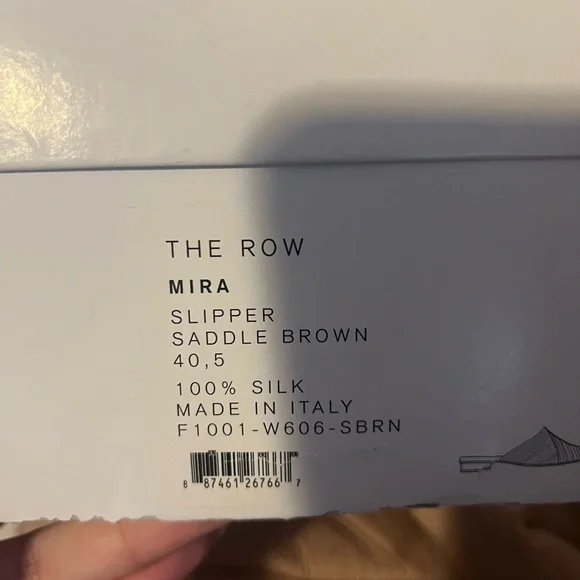 THE ROW
MIRA
SLIPPER
SADDLE BROWN
40,5
100% SILK
MADE IN ITALY
F1001-W606-SBRN
8 87461 26766 7